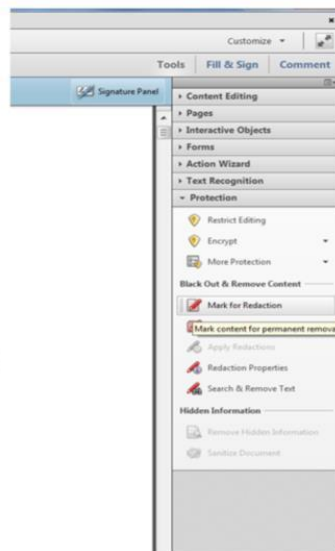 Customize
Tools Fill & Sign Comment
Signature Panel
Content Editing
Pages
Interactive Objects
Forms
Action Wizard
Text Recognition
Protection
Restrict Editing
Encrypt
More Protection
Black Out & Remove Content
Mark for Redaction
Mark content for permanent remova
Apply Redactions
Redaction Properties
Search & Remove Text
Hidden Information
Remove Hidden Information
Sanitize Document